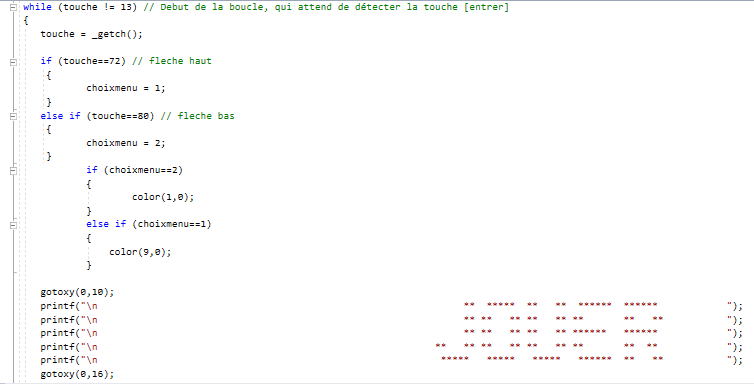 while (touche != 13) // Debut de la boucle, qui attend de détecter la touche [entrer]
{
touche = _getch();
if (touche==72) // fleche haut
{
choixmenu = 1;
}
else if (touche==80) // fleche bas
{
choixmenu = 2;
}
if (choixmenu==2)
{
color(1,0);
}
else if (choixmenu==1)
{
color(9,0);
}
gotoxy(0,10);
printf("\n ** ***** ** ** ****** ****** ");
printf("\n ** ** ** ** ** ** ** ** ");
printf("\n ** ** ** ** ** ****** ****** ");
printf("\n ** ** ** ** ** ** ** ** ** ");
printf("\n ***** ***** ***** ****** ** ** ");
gotoxy(0,16);